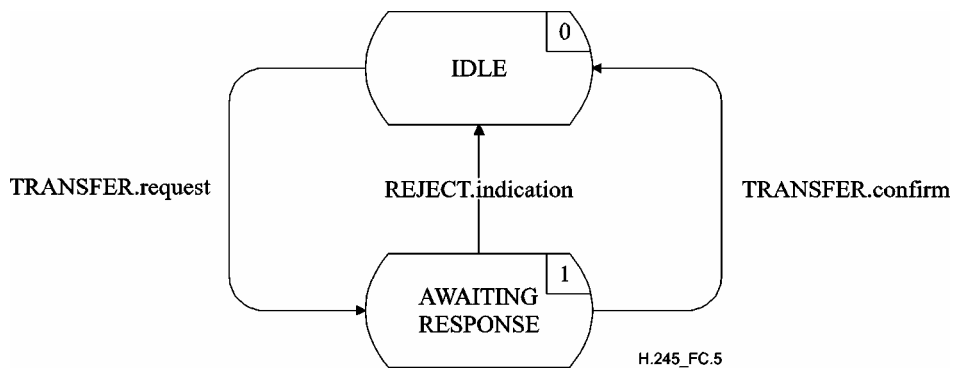 0
IDLE
TRANSFER.request
REJECT.indication
TRANSFER.confirm
1
AWAITING
RESPONSE
H.245_FC.5